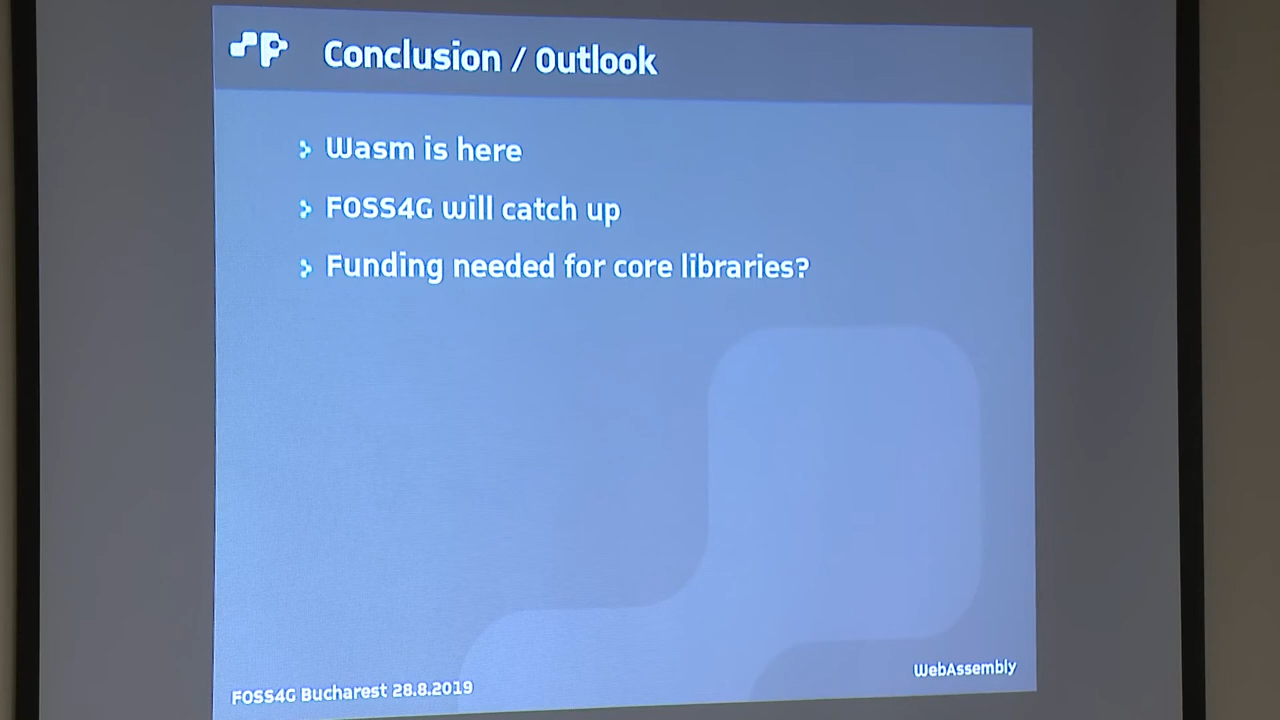 Conclusion / Outlook
Wasm is here
FOSS4G will catch up
Funding needed for core libraries?
FOSS4G Bucharest 28.8.2019
WebAssembly